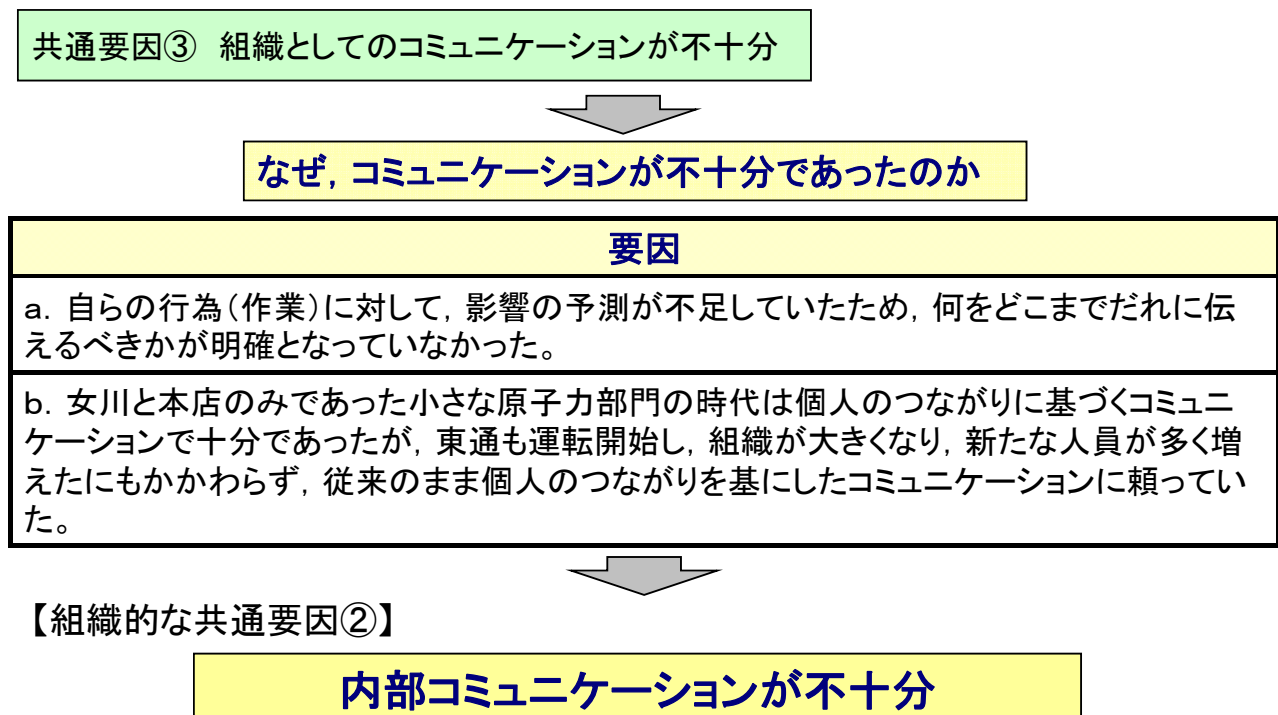 共通要因③　組織としてのコミュニケーションが不十分
なぜ，コミュニケーションが不十分であったのか
要因
a．自らの行為（作業）に対して，影響の予測が不足していたため，何をどこまでだれに伝
えるべきかが明確となっていなかった。
b．女川と本店のみであった小さな原子力部門の時代は個人のつながりに基づくコミュニ
ケーションで十分であったが，東通も運転開始し，組織が大きくなり，新たな人員が多く増
えたにもかかわらず，従来のまま個人のつながりを基にしたコミュニケーションに頼ってい
た。
【組織的な共通要因②】
内部コミュニケーションが不十分